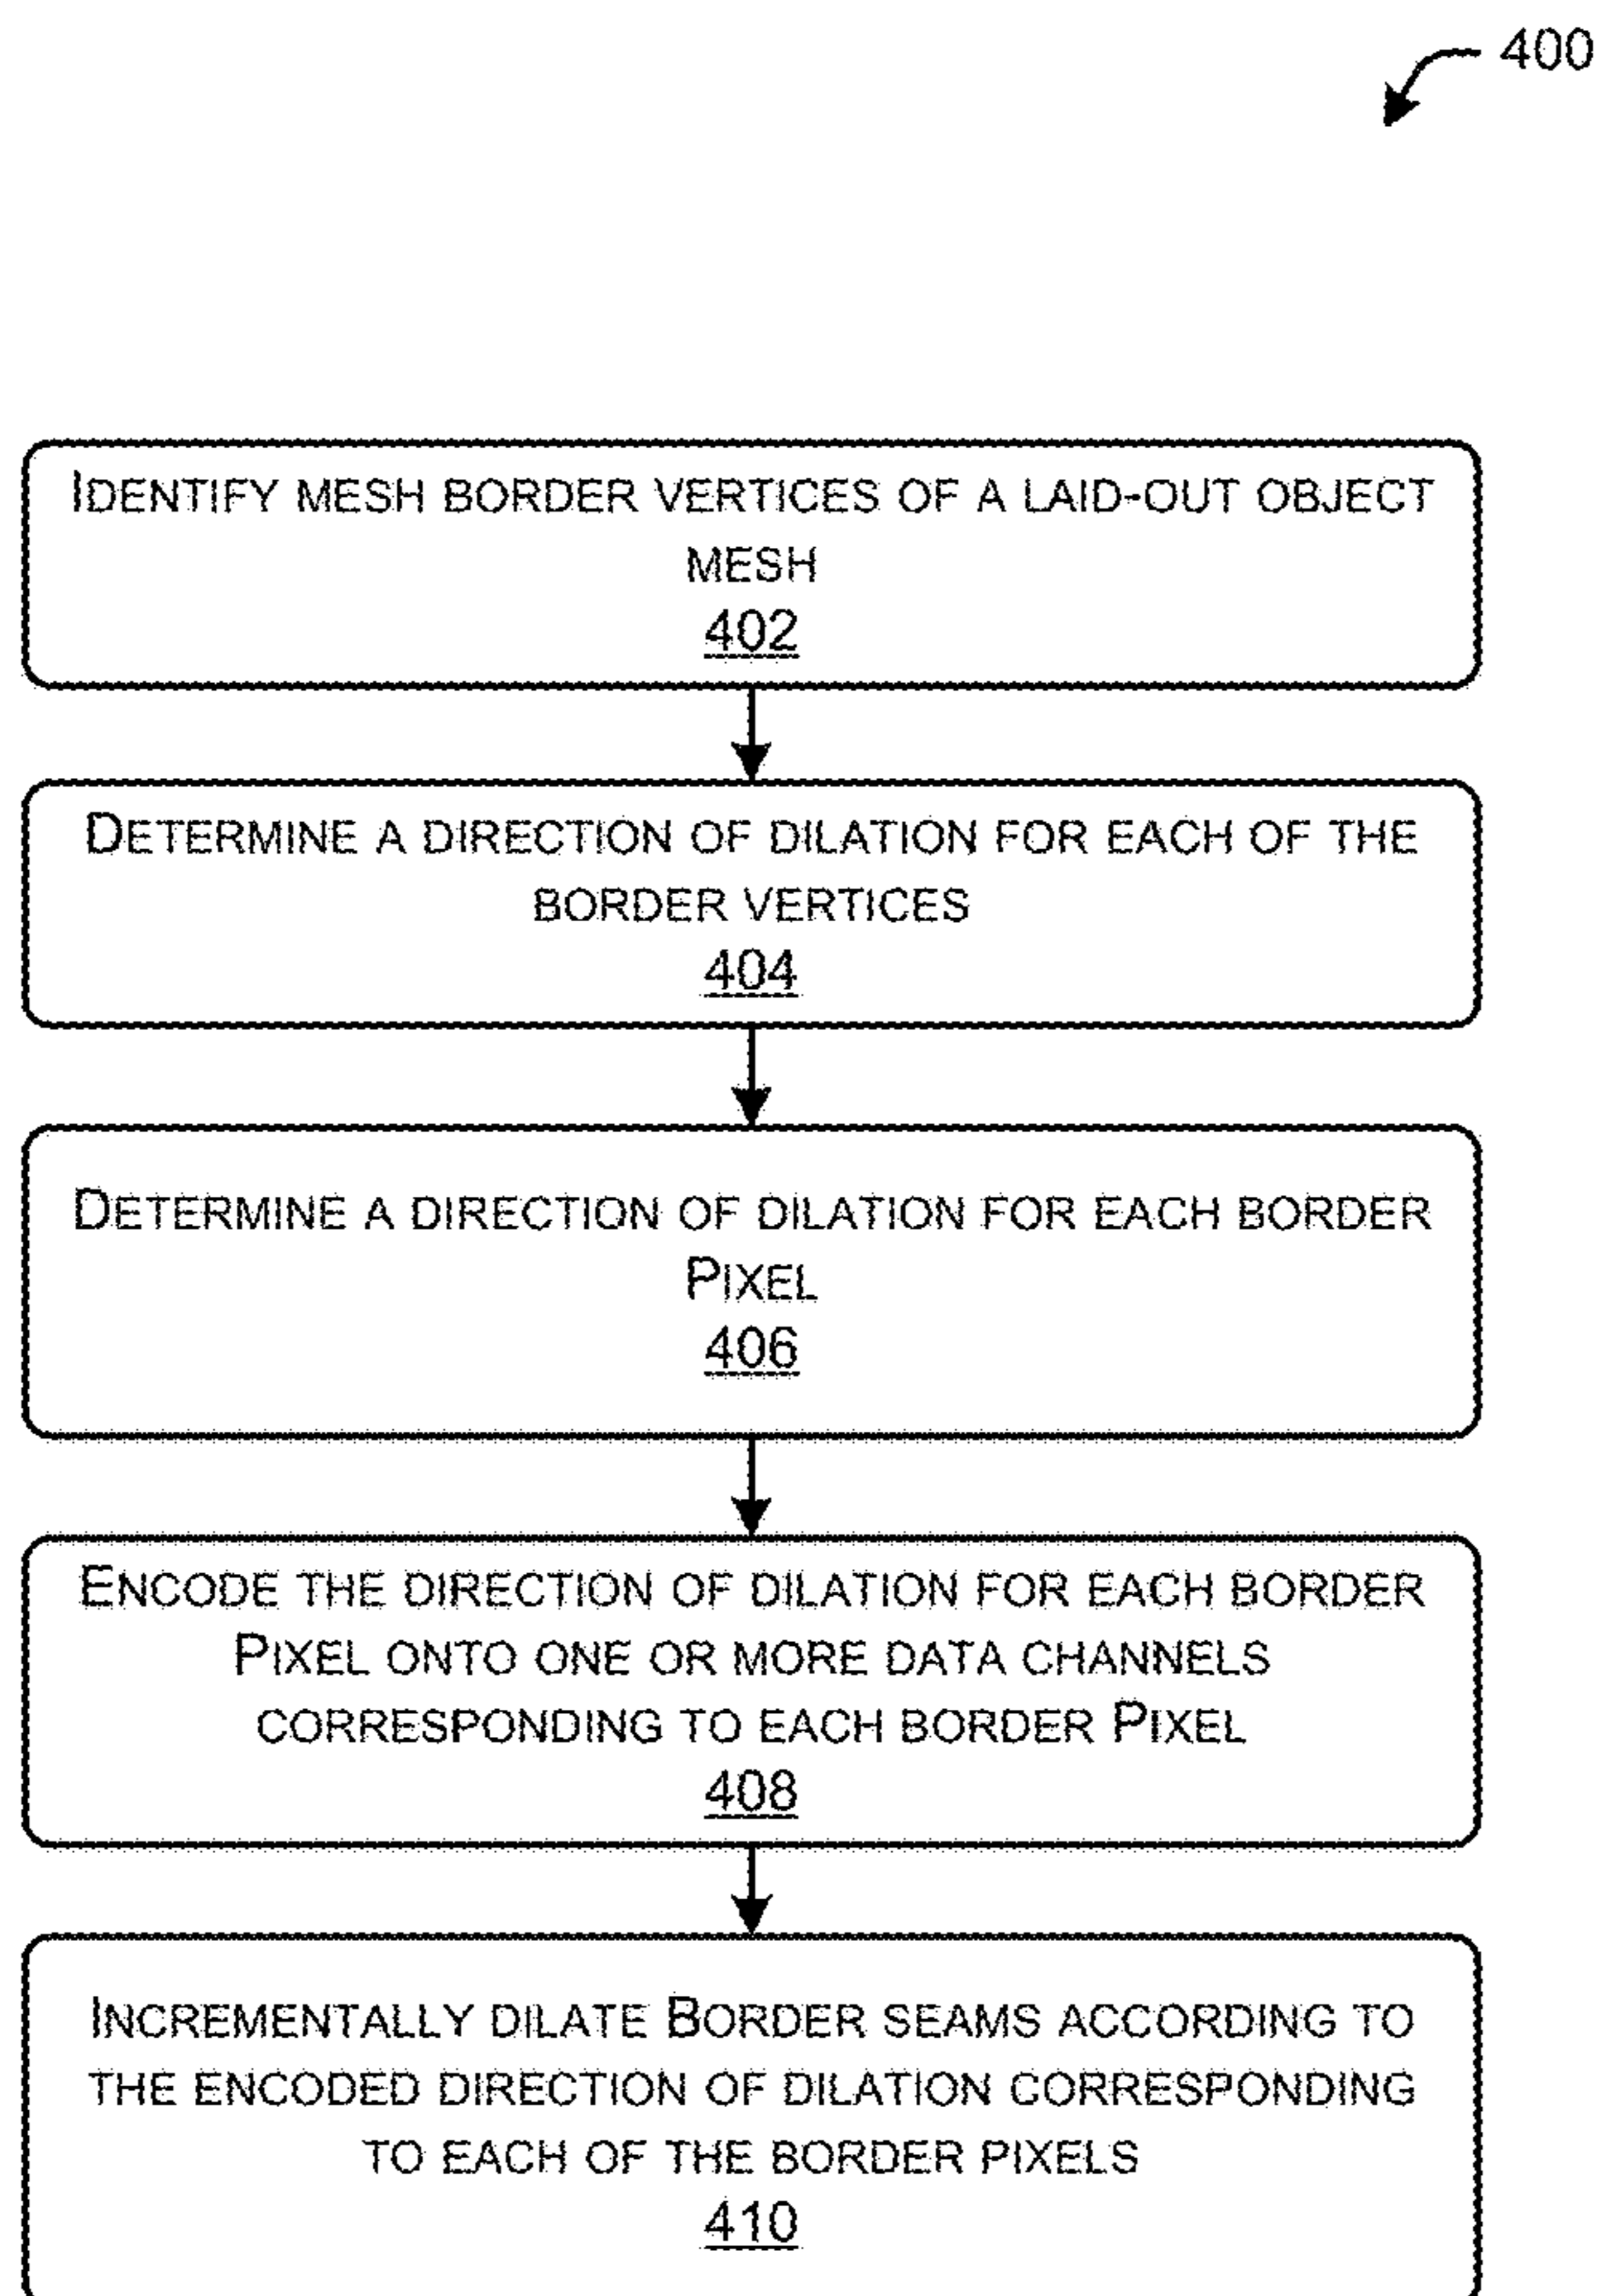 400
IDENTIFY MESH BORDER VERTICES OF A LAID-OUT OBJECT
MESH
402
DETERMINE A DIRECTION OF DILATION FOR EACH OF THE
BORDER VERTICES
404
DETERMINE A DIRECTION OF DILATION FOR EACH BORDER
PIXEL
406
ENCODE THE DIRECTION OF DILATION FOR EACH BORDER
PIXEL ONTO ONE OR MORE DATA CHANNELS
CORRESPONDING TO EACH BORDER PIXEL
408
INCREMENTALLY DILATE BORDER SEAMS ACCORDING TO
THE ENCODED DIRECTION OF DILATION CORRESPONDING
TO EACH OF THE BORDER PIXELS
410